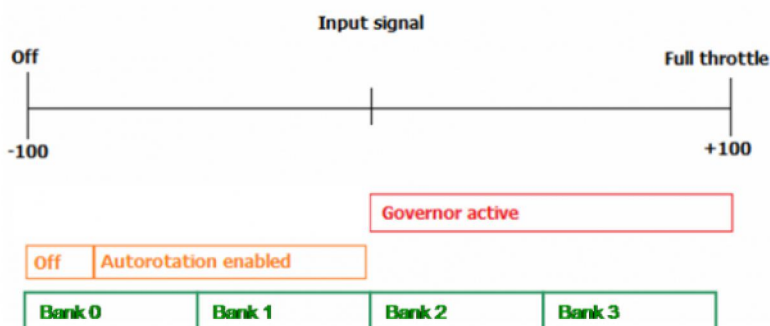 Input signal
Off
Full throttle
-100
+100
Governor active
Off
Autorotation enabled
Bank 0
Bank 1
Bank 2
Bank 3